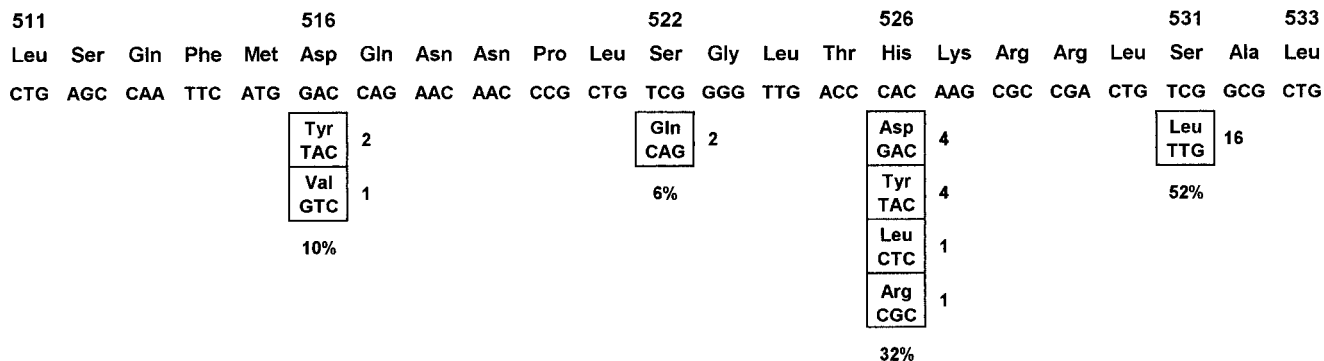 511 516 522 526 531 533
Leu Ser Gln Phe Met Asp Gln Asn Asn Pro Leu Ser Gly Leu Thr His Lys Arg Arg Leu Ser Ala Leu
CTG AGC CAA TTC ATG GAC CAG AAC AAC CCG CTG TCG GGG TTG ACC CAC AAG CGC CGA CTG TCG GCG CTG
Tyr Gln Asp Leu
2 2 4 16
TAC CAG GAC TTG
Val 6% Tyr 52%
1 4
GTC TAC
10% Leu
1
CTC
Arg
1
CGC
32%